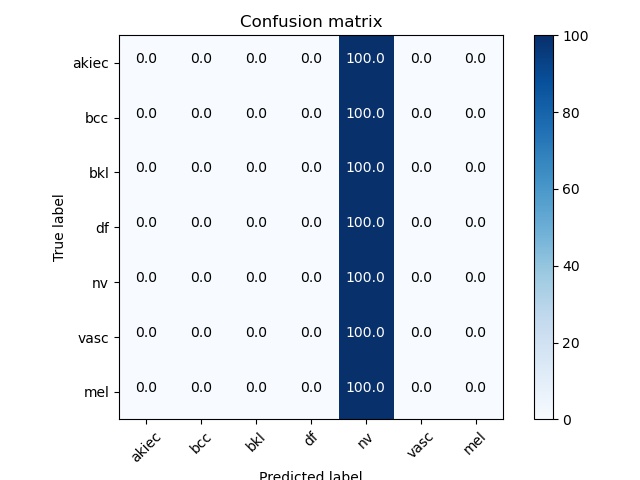 Confusion matrix
True label
akiec 0.0 0.0 0.0 0.0 100.0 0.0 0.0
bcc 0.0 0.0 0.0 0.0 100.0 0.0 0.0
bkl 0.0 0.0 0.0 0.0 100.0 0.0 0.0
df 0.0 0.0 0.0 0.0 100.0 0.0 0.0
nv 0.0 0.0 0.0 0.0 100.0 0.0 0.0
vasc 0.0 0.0 0.0 0.0 100.0 0.0 0.0
mel 0.0 0.0 0.0 0.0 100.0 0.0 0.0
akiec bcc bkl df nv vasc mel
Predicted label
100
80
60
40
20
0